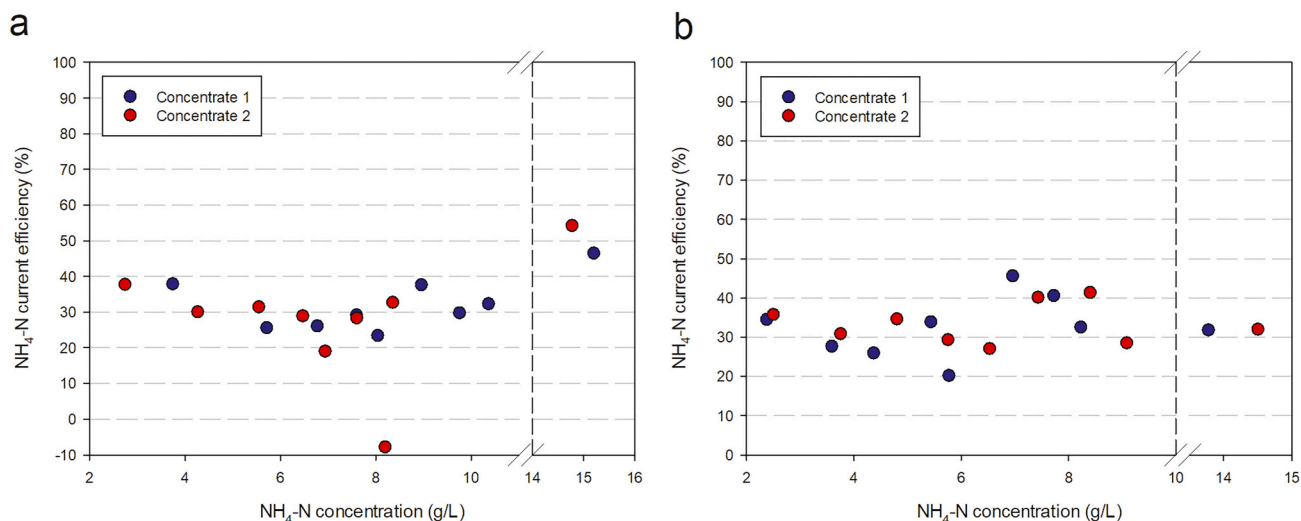 a
100
90
80
70
60
50
40
30
20
10
0
-10
NH₄-N current efficiency (%)
Concentrate 1
Concentrate 2
2 4 6 8 10 14 15 16
NH₄-N concentration (g/L)
b
100
90
80
70
60
50
40
30
20
10
0
NH₄-N current efficiency (%)
Concentrate 1
Concentrate 2
2 4 6 8 10 14 15
NH₄-N concentration (g/L)